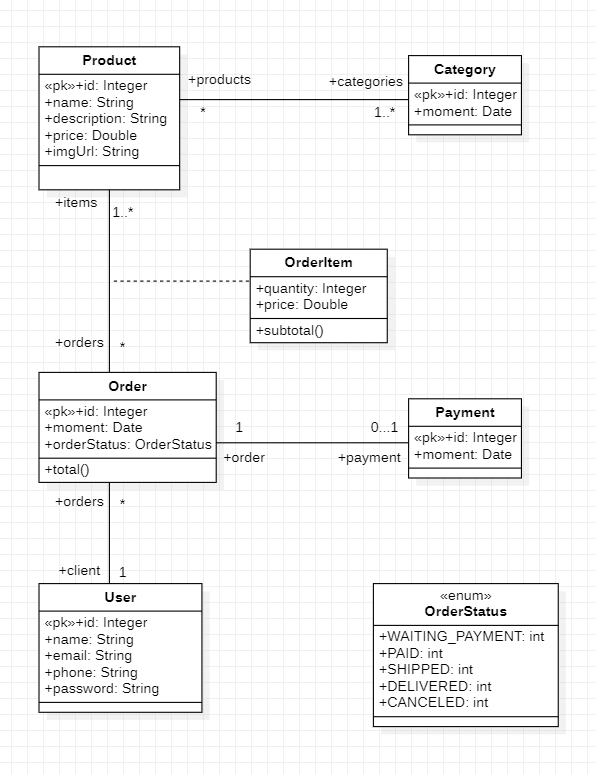 Product
«pk»+id: Integer
+name: String
+description: String
+price: Double
+imgUrl: String
+products
*
+categories
1..*
Category
«pk»+id: Integer
+moment: Date
+items
1..*
OrderItem
+quantity: Integer
+price: Double
+subtotal()
+orders
*
Order
«pk»+id: Integer
+moment: Date
+orderStatus: OrderStatus
+total()
1
+order
0...1
+payment
Payment
«pk»+id: Integer
+moment: Date
+orders
*
+client
1
User
«pk»+id: Integer
+name: String
+email: String
+phone: String
+password: String
«enum»
OrderStatus
+WAITING_PAYMENT: int
+PAID: int
+SHIPPED: int
+DELIVERED: int
+CANCELED: int